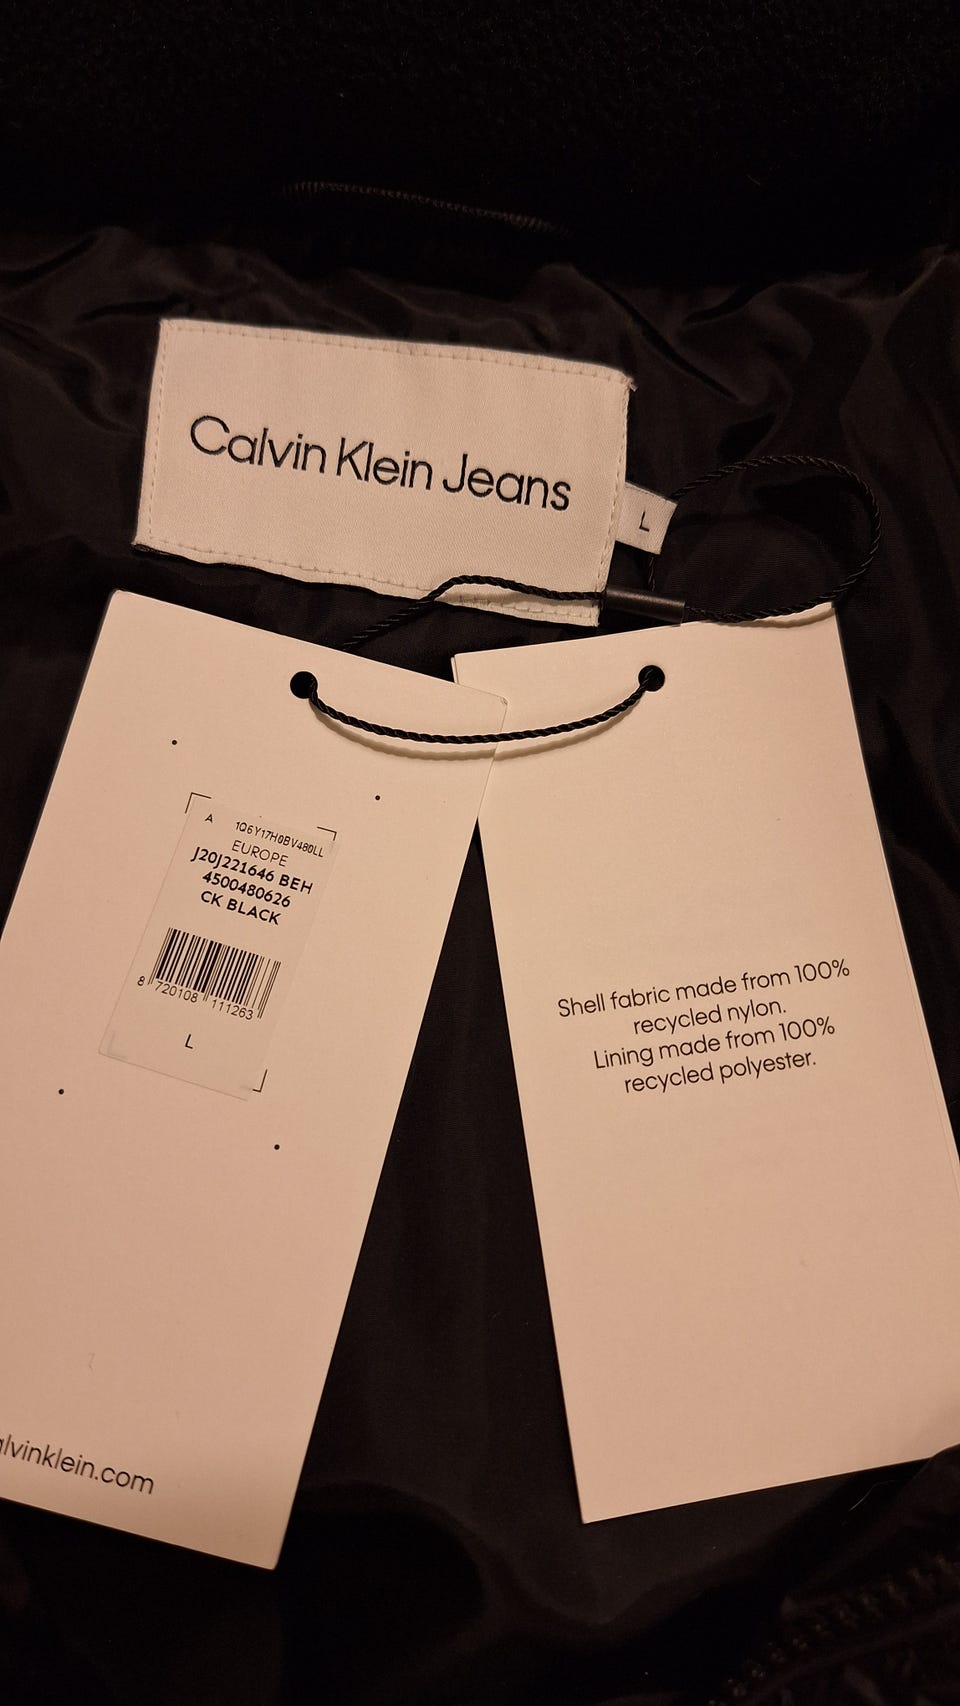 Calvin Klein Jeans
L
A 1Q6Y17H0BV480LL
EUROPE
J20J221646 BEH
4500480626
CK BLACK
8 720108 111263
L
alvinklein.com
Shell fabric made from 100%
recycled nylon.
Lining made from 100%
recycled polyester.